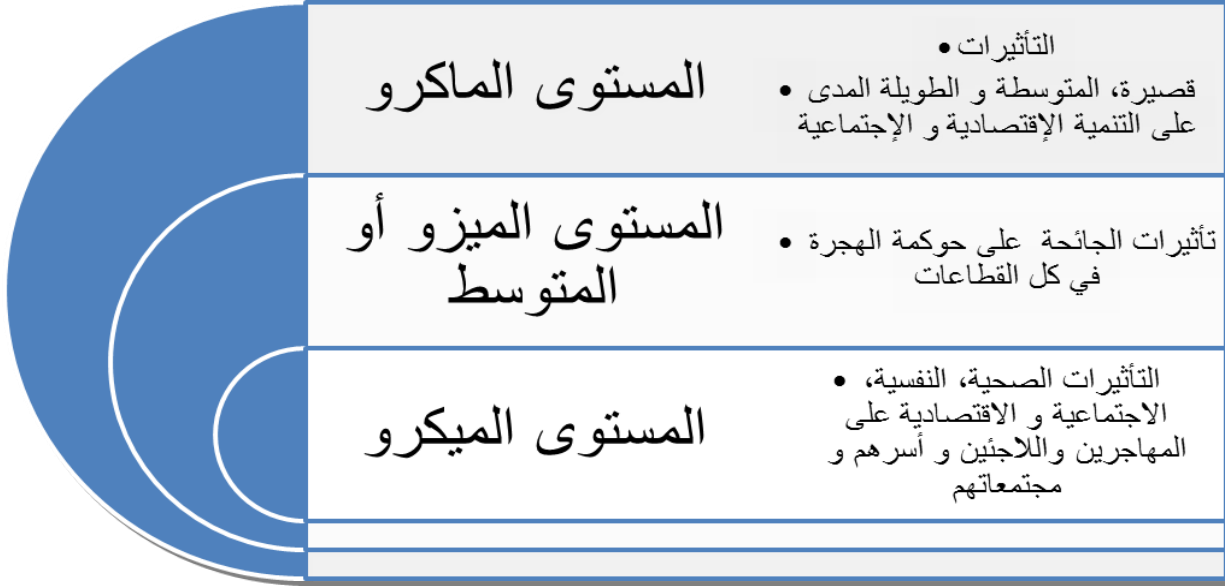 المستوى الماكرو
التأثيرات •
قصيرة، المتوسطة و الطويلة المدى •
على التنمية الإقتصادية و الإجتماعية
المستوى الميزو أو
المتوسط
تأثيرات الجائحة على حوكمة الهجرة •
في كل القطاعات
المستوى الميكرو
التأثيرات الصحية، النفسية، •
الاجتماعية و الاقتصادية على
المهاجرين واللاجئين و أسرهم و
مجتمعاتهم